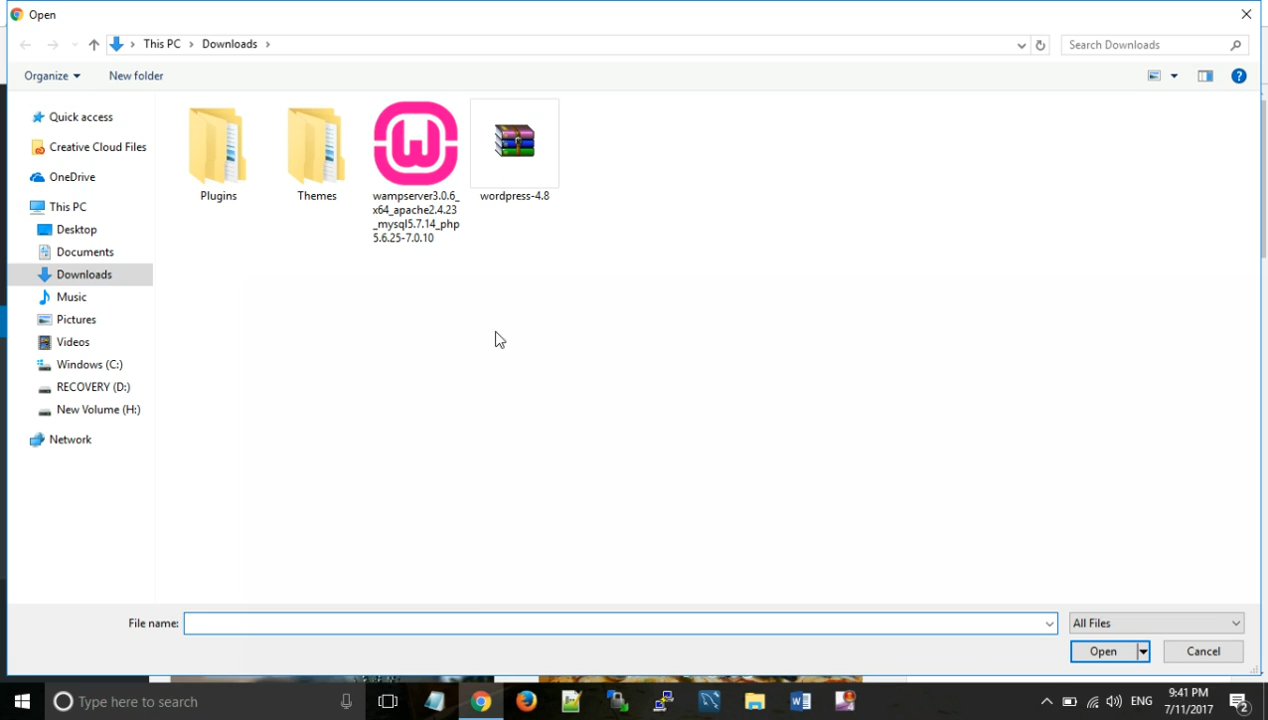 Open
This PC
Downloads
Search Downloads
Organize
New folder
Quick access
Creative Cloud Files
OneDrive
This PC
Desktop
Documents
Downloads
Music
Pictures
Videos
Windows (C:)
RECOVERY (D:)
New Volume (H:)
Network
Plugins
Themes
wampserver3.0.6_
x64_apache2.4.23
_mysql5.7.14_php
5.6.25-7.0.10
wordpress-4.8
File name:
All Files
Open
Cancel
Type here to search
ENG
9:41 PM
7/11/2017
2